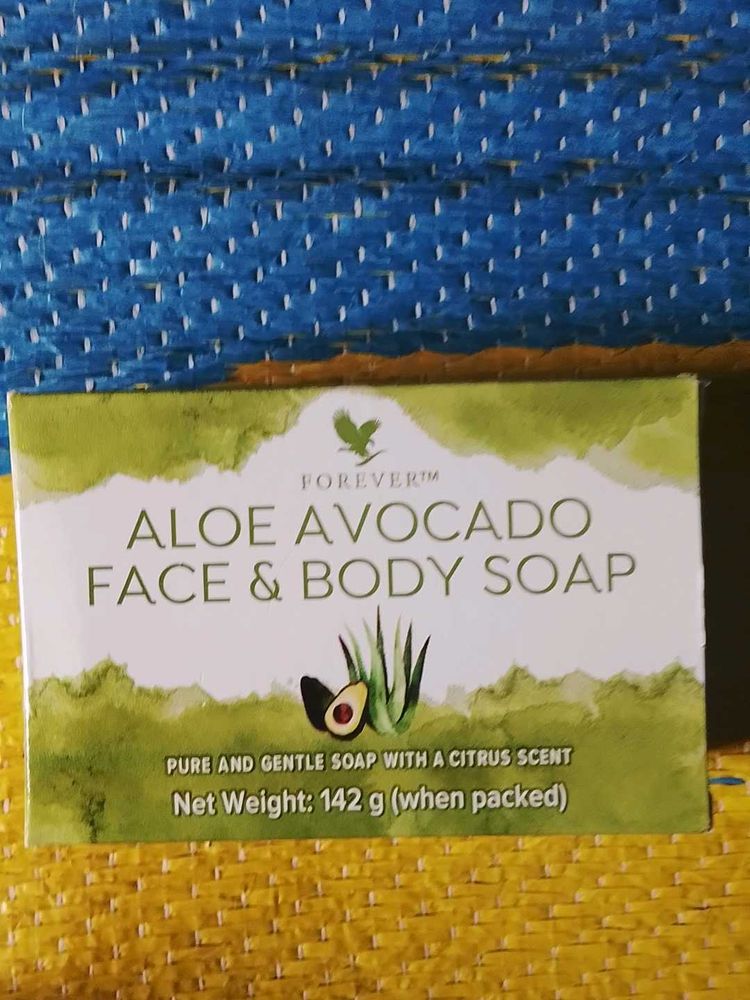 FOREVER™
ALOE AVOCADO
FACE & BODY SOAP
PURE AND GENTLE SOAP WITH A CITRUS SCENT
Net Weight: 142 g (when packed)